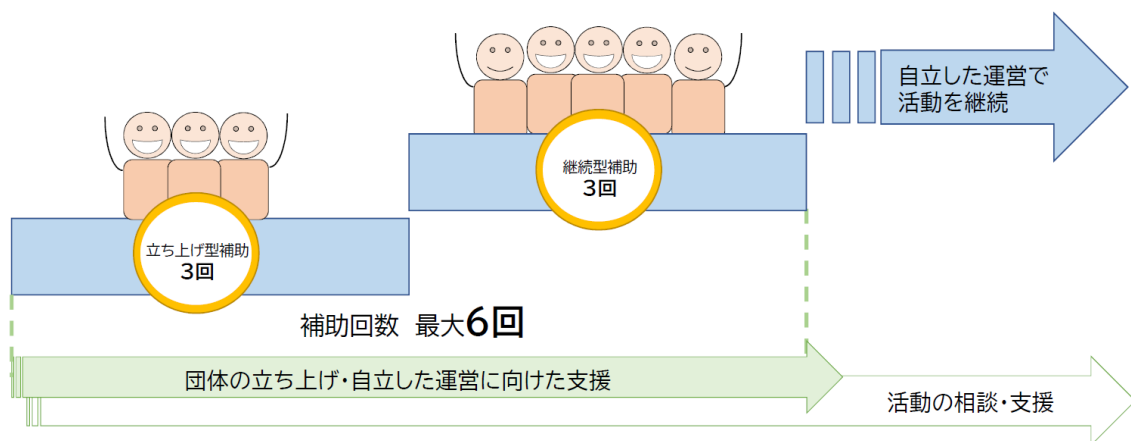 自立した運営で
活動を継続
継続型補助
3回
立ち上げ型補助
3回
補助回数 最大6回
団体の立ち上げ・自立した運営に向けた支援
活動の相談・支援